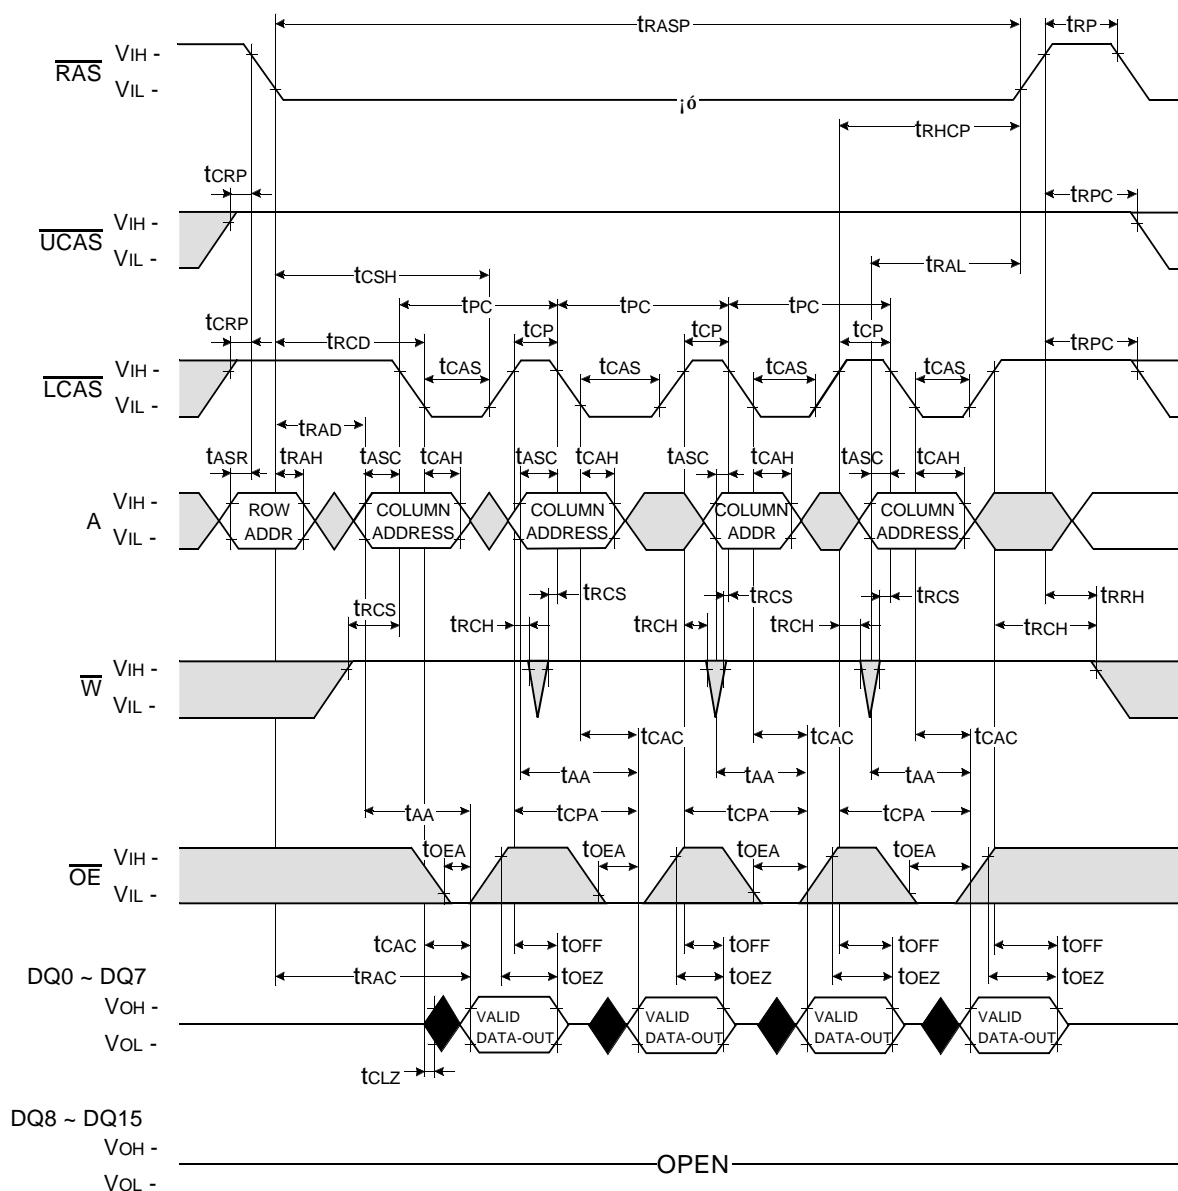 tRASP tRP
RAS VIH -
VIL -
¡ó
tRHCP
tCRP tRPC
UCAS VIH -
VIL -
tCSH tRAL
tPC tPC tPC
tCRP tRCD tCP tCP tCP tRPC
LCAS VIH -
VIL -
tCAS tCAS tCAS tCAS
tRAD
tASR tRAH tASC tCAH tASC tCAH tASC tCAH tASC tCAH
A VIH -
VIL -
ROW ADDR
COLUMN ADDRESS
COLUMN ADDRESS
COLUMN ADDR
COLUMN ADDRESS
tRCS tRCS tRCS tRCS tRRH
tRCH tRCH tRCH tRCH
W VIH -
VIL -
tCAC tCAC tCAC
tAA tAA tAA
tAA tCPA tCPA tCPA
OE VIH -
VIL -
tOEA tOEA tOEA tOEA
tCAC tOFF tOFF tOFF tOFF
tRAC tOEZ tOEZ tOEZ tOEZ
DQ0 ~ DQ7
VOH -
VOL -
VALID DATA-OUT
VALID DATA-OUT
VALID DATA-OUT
VALID DATA-OUT
tCLZ
DQ8 ~ DQ15
VOH -
OPEN
VOL -